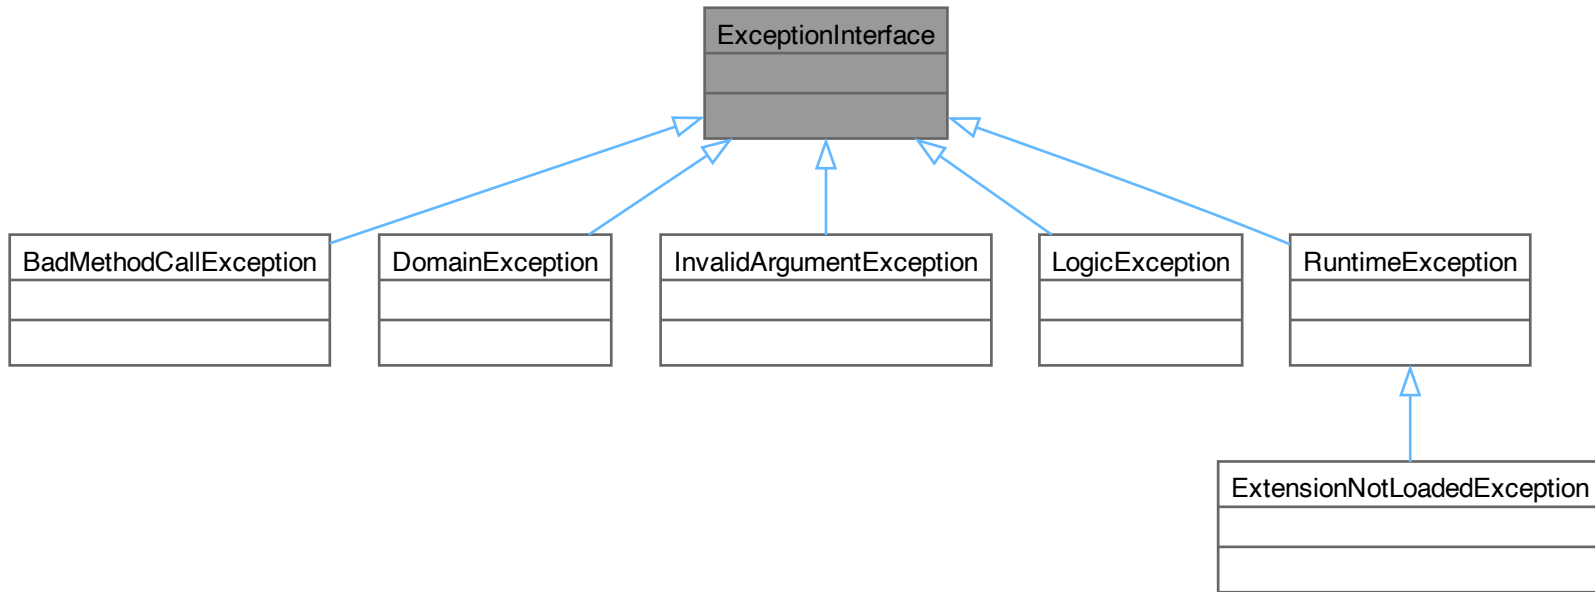 ExceptionInterface
BadMethodCallException
DomainException
InvalidArgumentException
LogicException
RuntimeException
ExtensionNotLoadedException